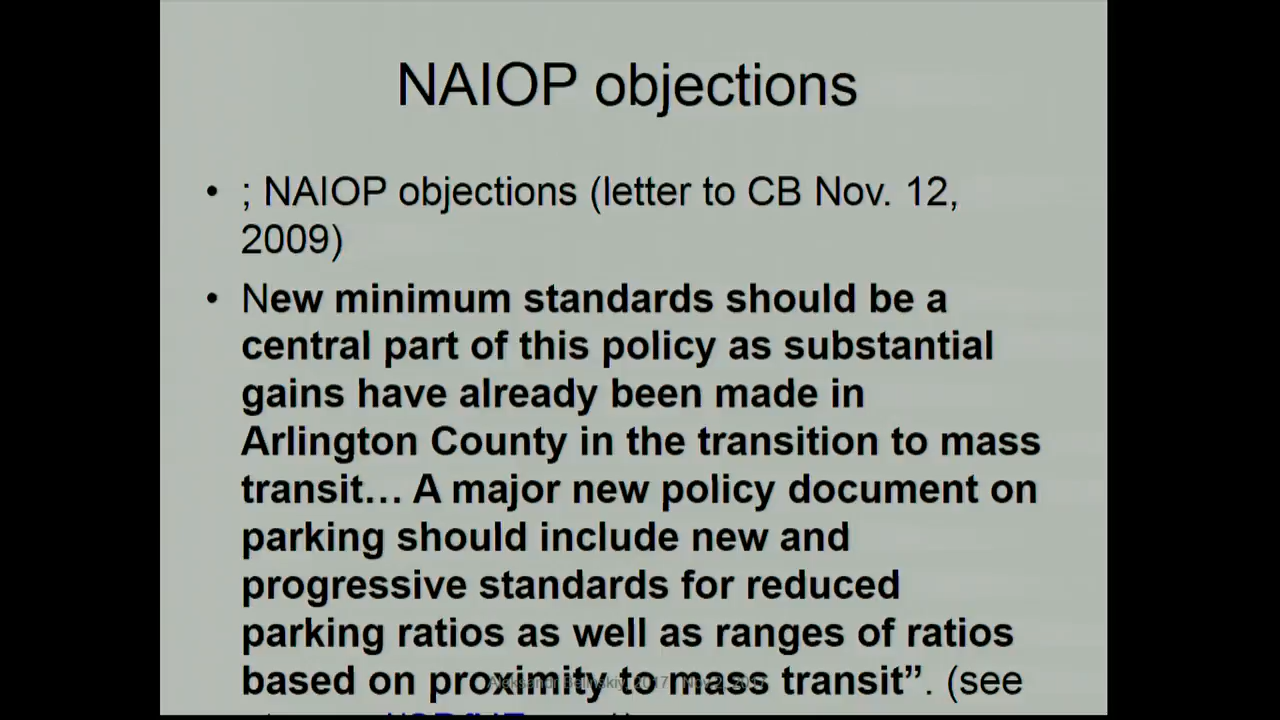 NAIOP objections
• ; NAIOP objections (letter to CB Nov. 12,
2009)
• New minimum standards should be a
central part of this policy as substantial
gains have already been made in
Arlington County in the transition to mass
transit… A major new policy document on
parking should include new and
progressive standards for reduced
parking ratios as well as ranges of ratios
based on proximity to mass transit”. (see